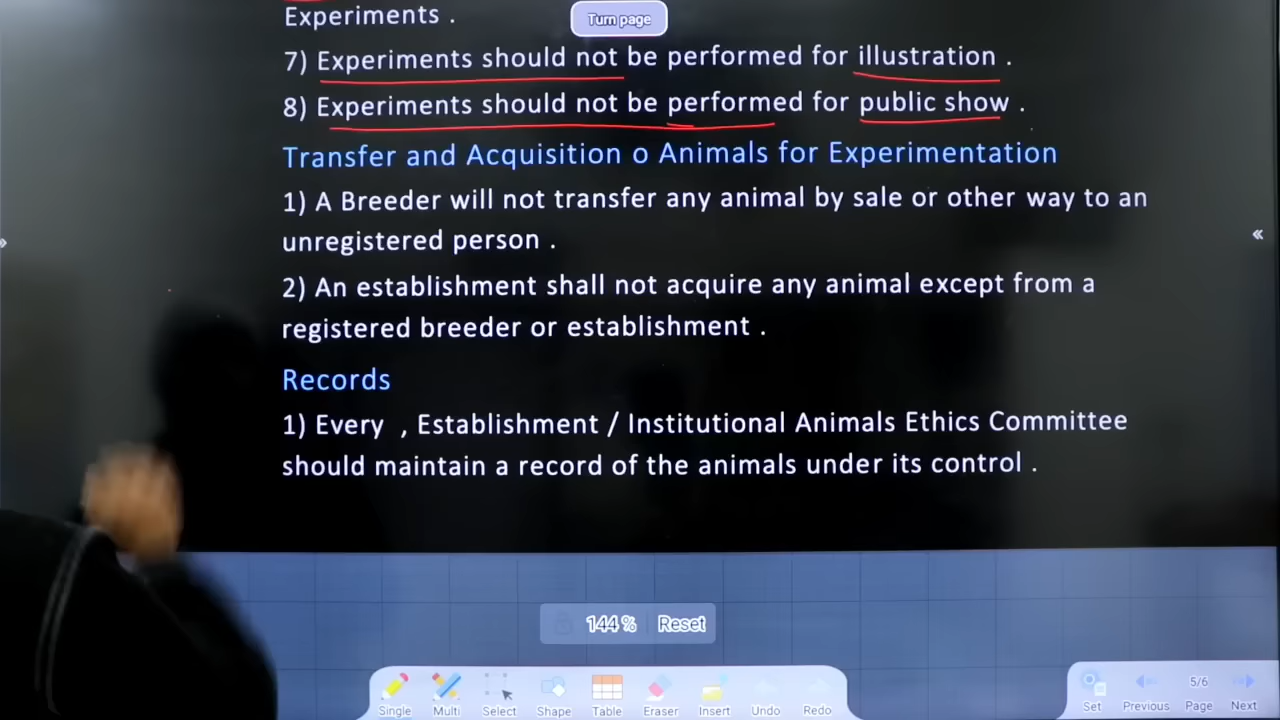 Experiments .
Turn page
7) Experiments should not be performed for illustration .
8) Experiments should not be performed for public show .
Transfer and Acquisition o Animals for Experimentation
1) A Breeder will not transfer any animal by sale or other way to an
unregistered person .
2) An establishment shall not acquire any animal except from a
registered breeder or establishment .
Records
1) Every , Establishment / Institutional Animals Ethics Committee
should maintain a record of the animals under its control .
144% Reset
Single Multi Select Shape Table Eraser Insert Undo Redo
5/6
Set Previous Page Next